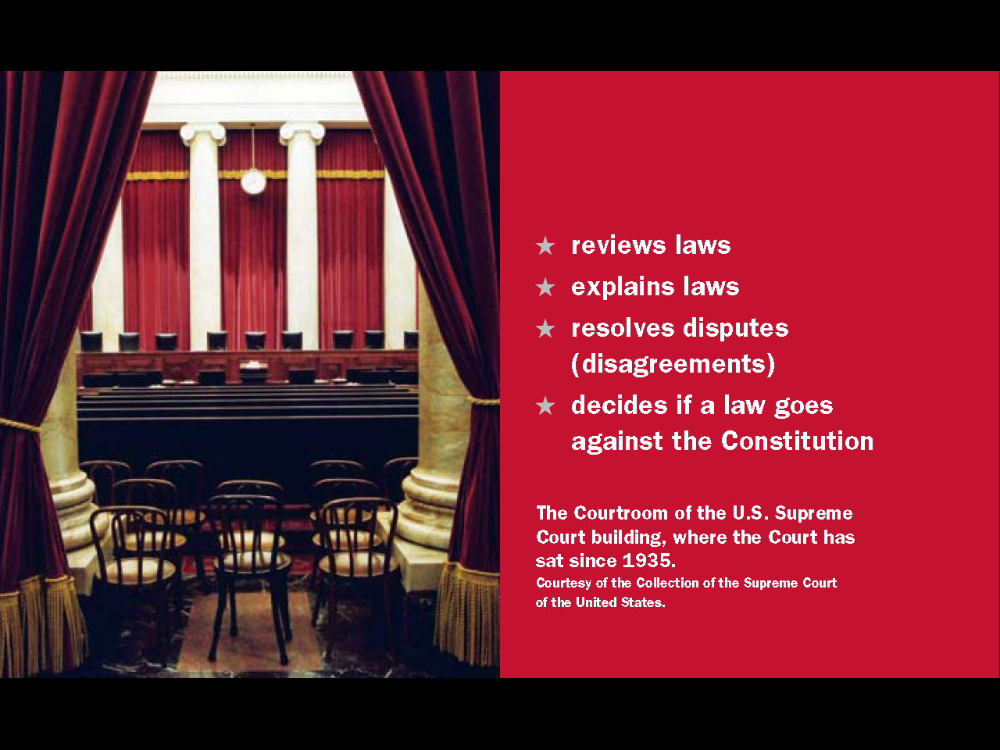 ★ reviews laws
★ explains laws
★ resolves disputes
(disagreements)
★ decides if a law goes
against the Constitution
The Courtroom of the U.S. Supreme
Court building, where the Court has
sat since 1935.
Courtesy of the Collection of the Supreme Court
of the United States.